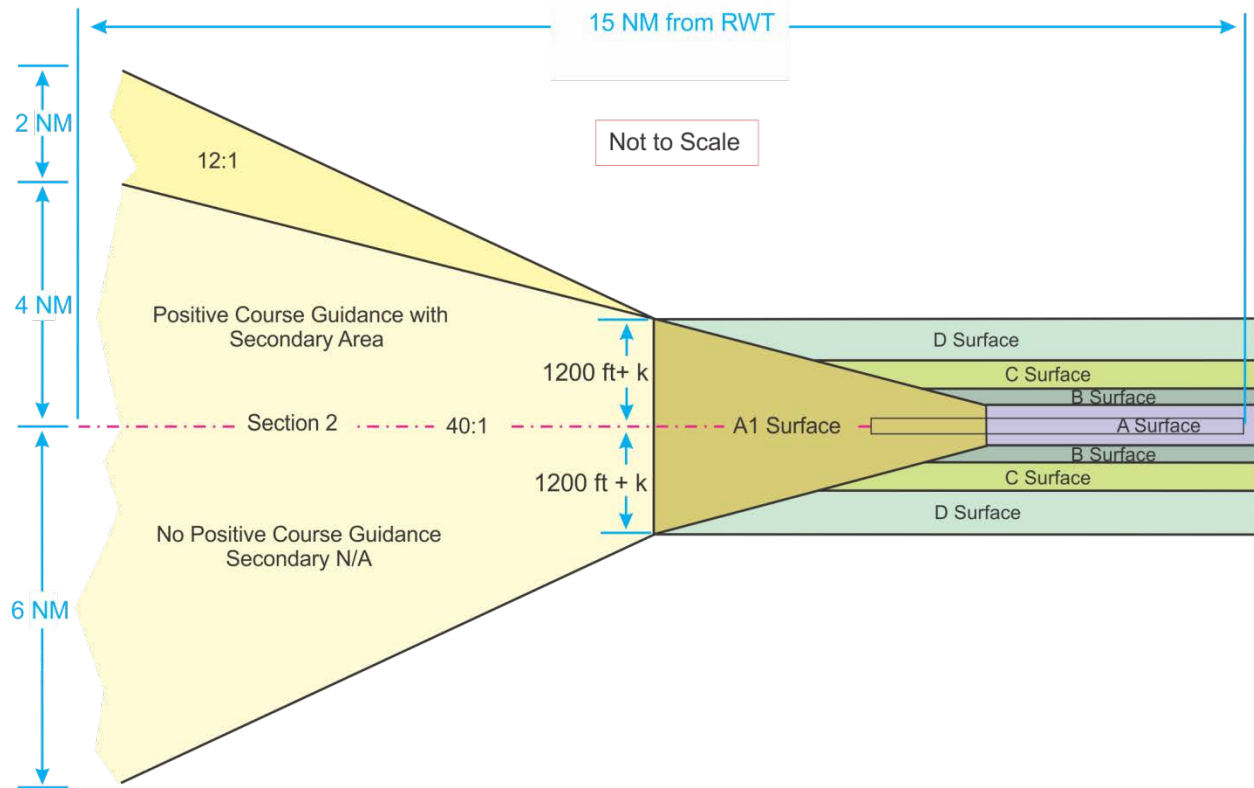 15 NM from RWT
2 NM
Not to Scale
12:1
4 NM
Positive Course Guidance with
Secondary Area
D Surface
1200 ft+ k
C Surface
B Surface
Section 2
40:1
A1 Surface
A Surface
B Surface
1200 ft + k
C Surface
D Surface
No Positive Course Guidance
Secondary N/A
6 NM